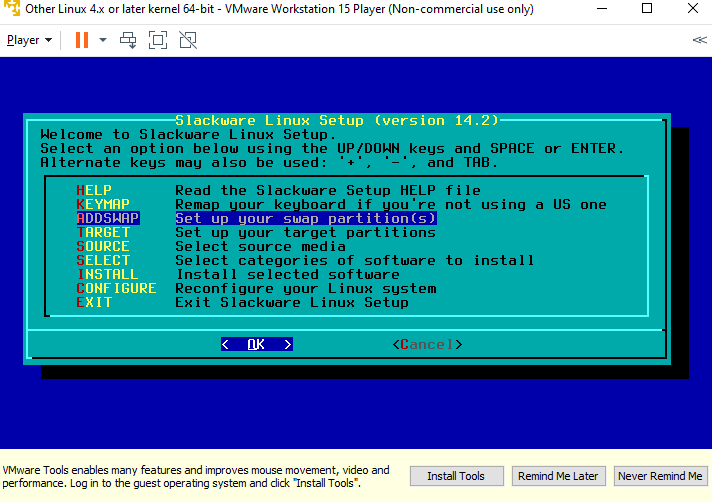 Other Linux 4.x or later kernel 64-bit - VMware Workstation 15 Player (Non-commercial use only)
Player
Slackware Linux Setup (version 14.2)
Welcome to Slackware Linux Setup.
Select an option below using the UP/DOWN keys and SPACE or ENTER.
Alternate keys may also be used: '+', '-', and TAB.
HELP Read the Slackware Setup HELP file
KEYMAP Remap your keyboard if you're not using a US one
ADDSWAP Set up your swap partition(s)
TARGET Set up your target partitions
SOURCE Select source media
SELECT Select categories of software to install
INSTALL Install selected software
CONFIGURE Reconfigure your Linux system
EXIT Exit Slackware Linux Setup
< OK > <Cancel>
VMware Tools enables many features and improves mouse movement, video and
performance. Log in to the guest operating system and click "Install Tools".
Install Tools Remind Me Later Never Remind Me